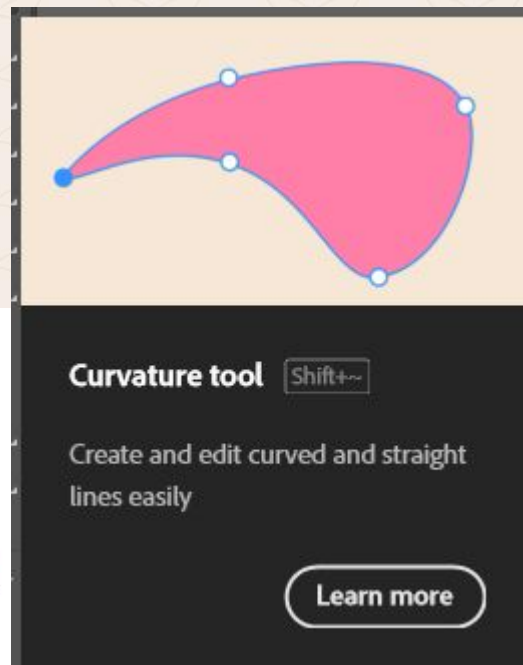 Curvature tool Shift+~
Create and edit curved and straight
lines easily
Learn more